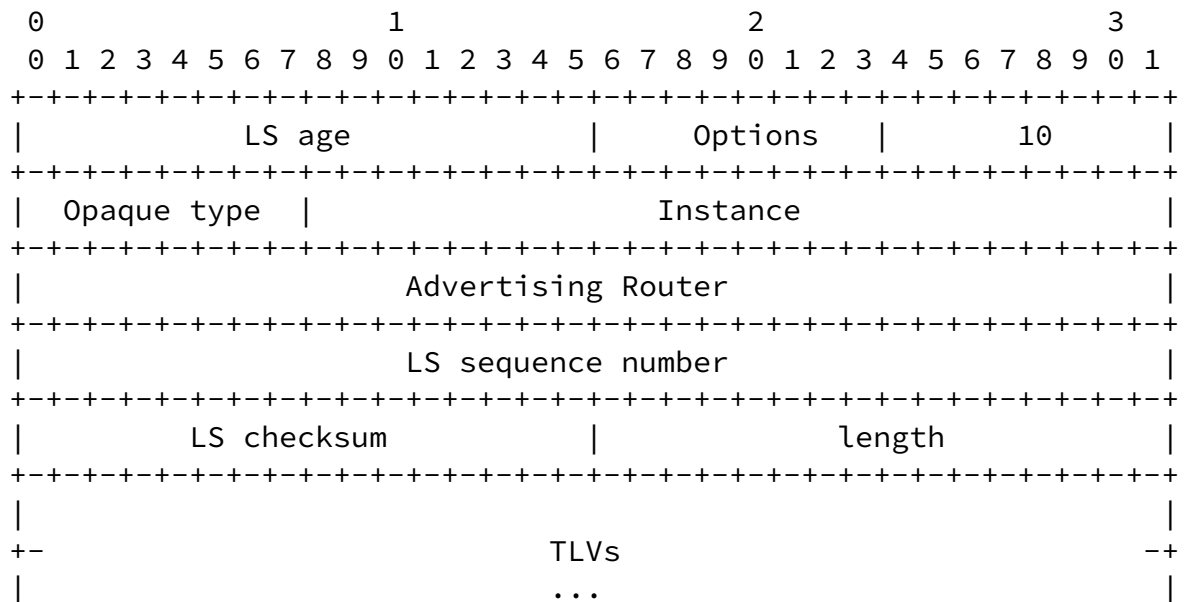 0                   1                   2                   3
 0 1 2 3 4 5 6 7 8 9 0 1 2 3 4 5 6 7 8 9 0 1 2 3 4 5 6 7 8 9 0 1
+-+-+-+-+-+-+-+-+-+-+-+-+-+-+-+-+-+-+-+-+-+-+-+-+-+-+-+-+-+-+-+-+
|            LS age             |     Options   |       10      |
+-+-+-+-+-+-+-+-+-+-+-+-+-+-+-+-+-+-+-+-+-+-+-+-+-+-+-+-+-+-+-+-+
|  Opaque type  |                   Instance                    |
+-+-+-+-+-+-+-+-+-+-+-+-+-+-+-+-+-+-+-+-+-+-+-+-+-+-+-+-+-+-+-+-+
|                     Advertising Router                        |
+-+-+-+-+-+-+-+-+-+-+-+-+-+-+-+-+-+-+-+-+-+-+-+-+-+-+-+-+-+-+-+-+
|                     LS sequence number                        |
+-+-+-+-+-+-+-+-+-+-+-+-+-+-+-+-+-+-+-+-+-+-+-+-+-+-+-+-+-+-+-+-+
|         LS checksum           |             length            |
+-+-+-+-+-+-+-+-+-+-+-+-+-+-+-+-+-+-+-+-+-+-+-+-+-+-+-+-+-+-+-+-+
|                                                               |
+-                            TLVs                             -+
|                             ...                               |